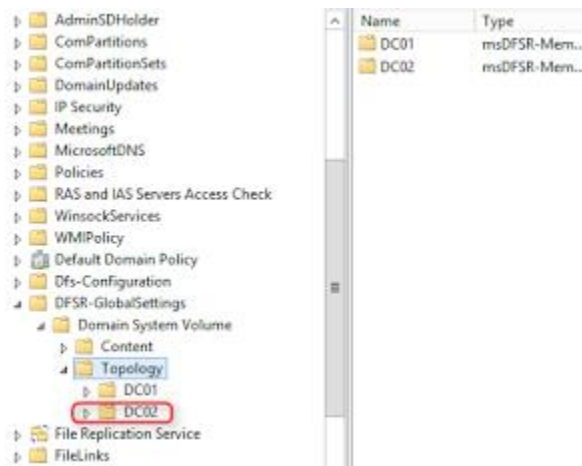 AdminSDHolder
ComPartitions
ComPartitionSets
DomainUpdates
IP Security
Meetings
MicrosoftDNS
Policies
RAS and IAS Servers Access Check
WinsockServices
WMIPolicy
Default Domain Policy
Dfs-Configuration
DFSR-GlobalSettings
Domain System Volume
Content
Topology
DC01
DC02
File Replication Service
FileLinks
Name Type
DC01 msDFSR-Mem...
DC02 msDFSR-Mem...